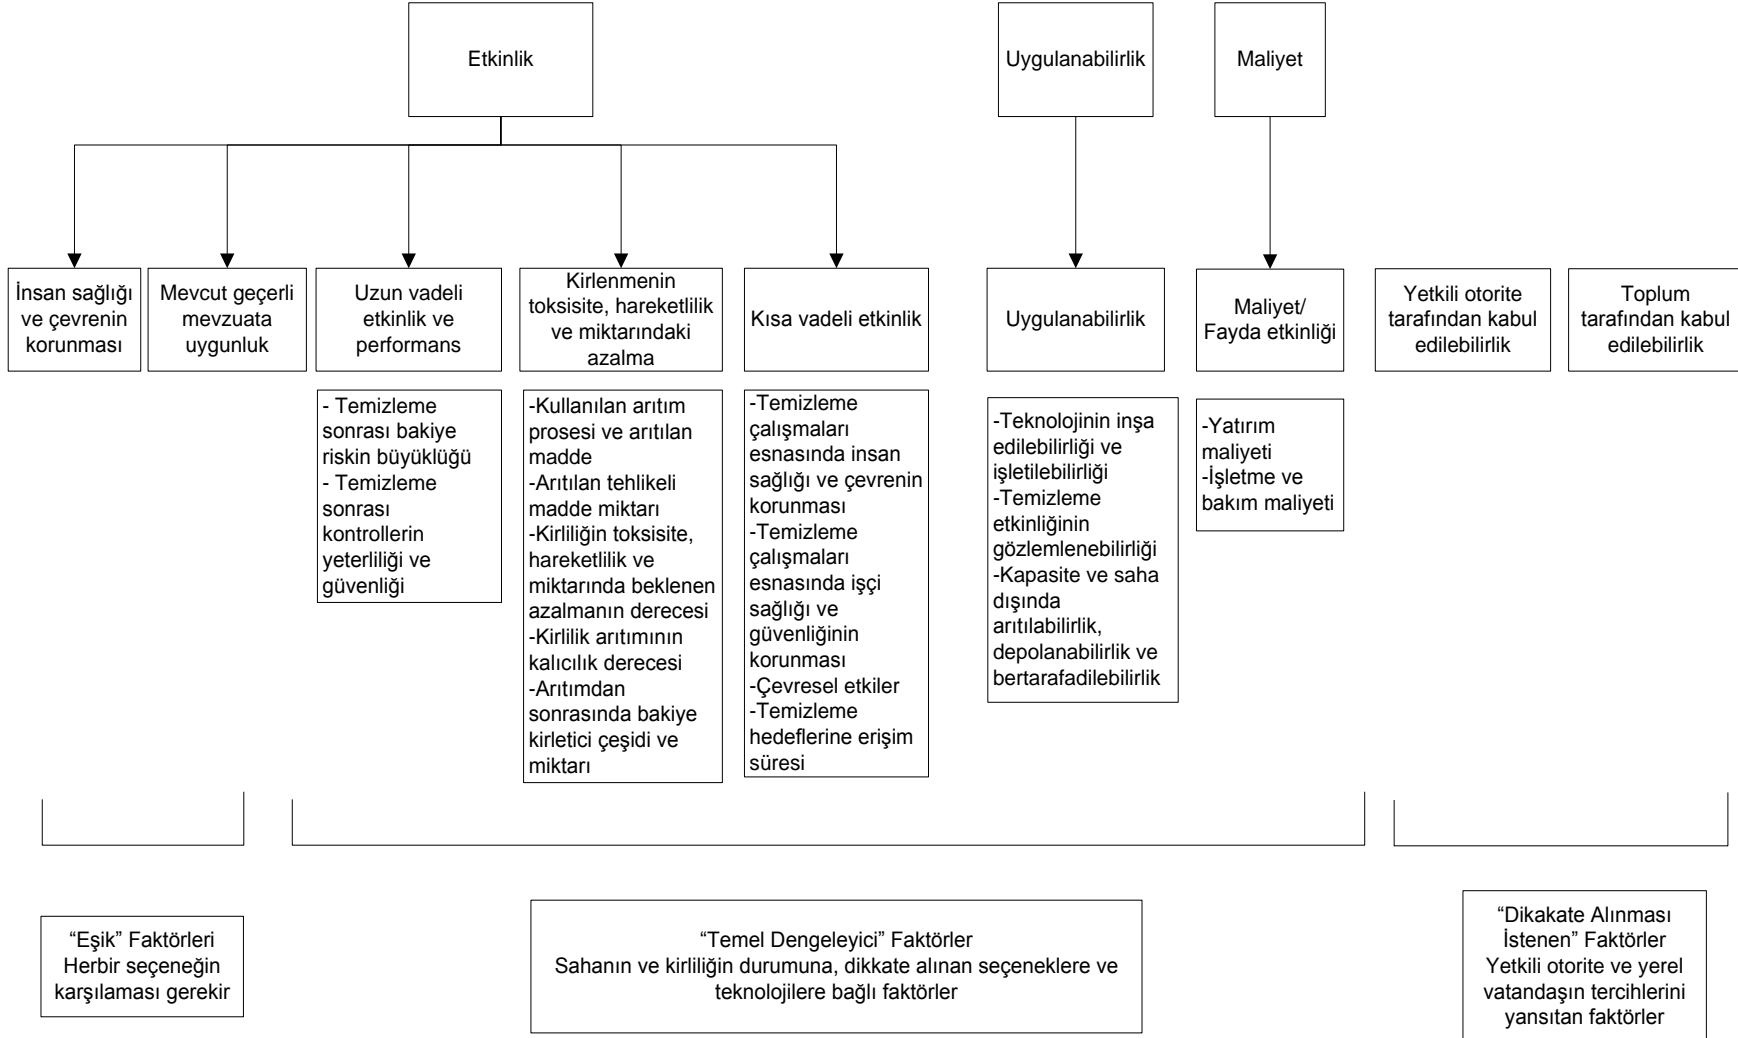 Etkinlik
Uygulanabilirlik
Maliyet
İnsan sağlığı
ve çevrenin
korunması
Mevcut geçerli
mevzuata
uygunluk
Uzun vadeli
etkinlik ve
performans
Kirlenmenin
toksisite, hareketlilik
ve miktarındaki
azalma
Kısa vadeli etkinlik
Uygulanabilirlik
Maliyet/
Fayda etkinliği
Yetkili otorite
tarafından kabul
edilebilirlik
Toplum
tarafından kabul
edilebilirlik
- Temizleme
sonrası bakiye
riskin büyüklüğü
- Temizleme
sonrası
kontrollerin
yeterliliği ve
güvenliği
-Kullanılan arıtım
prosesi ve arıtılan
madde
-Arıtılan tehlikeli
madde miktarı
-Kirliliğin toksisite,
hareketlilik ve
miktarında beklenen
azalmanın derecesi
-Kirlilik arıtımının
kalıcılık derecesi
-Arıtımdan
sonrasında bakiye
kirletici çeşidi ve
miktarı
-Temizleme
çalışmaları
esnasında insan
sağlığı ve çevrenin
korunması
-Temizleme
çalışmaları
esnasında işçi
sağlığı ve
güvenliğinin
korunması
-Çevresel etkiler
-Temizleme
hedeflerine erişim
süresi
-Teknolojinin inşa
edilebilirliği ve
işletilebilirliği
-Temizleme
etkinliğinin
gözlemlenebilirliği
-Kapasite ve saha
dışında
arıtılabilirlik,
depolanabilirlik ve
bertarafadilebilirlik
-Yatırım
maliyeti
-İşletme ve
bakım maliyeti
“Eşik” Faktörleri
Herbir seçeneğin
karşılaması gerekir
“Temel Dengeleyici” Faktörler
Sahanın ve kirliliğin durumuna, dikkate alınan seçeneklere ve
teknolojilere bağlı faktörler
“Dikakate Alınması
İstenen” Faktörler
Yetkili otorite ve yerel
vatandaşın tercihlerini
yansıtan faktörler